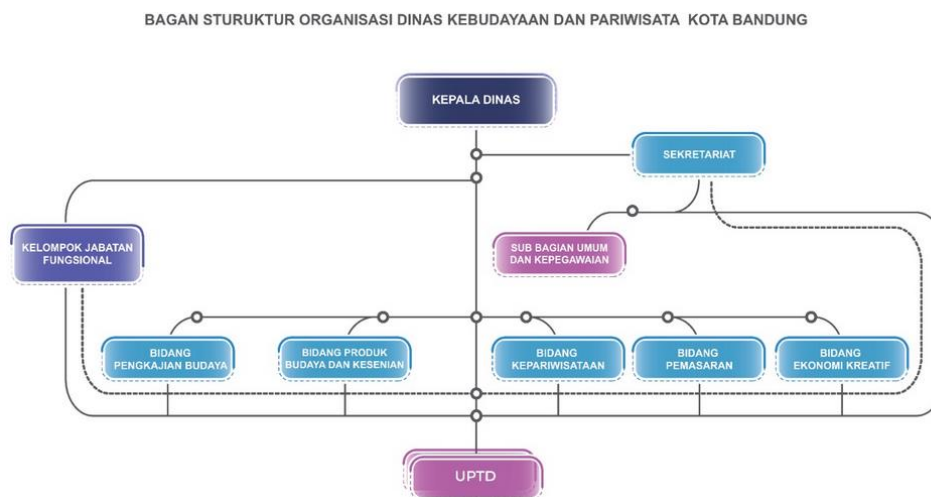 BAGAN STURUKTUR ORGANISASI DINAS KEBUDAYAAN DAN PARIWISATA KOTA BANDUNG
KEPALA DINAS
SEKRETARIAT
KELOMPOK JABATAN
FUNGSIONAL
SUB BAGIAN UMUM
DAN KEPEGAWAIAN
BIDANG
PENGKAJIAN BUDAYA
BIDANG PRODUK
BUDAYA DAN KESENIAN
BIDANG
KEPARIWISATAAN
BIDANG
PEMASARAN
BIDANG
EKONOMI KREATIF
UPTD